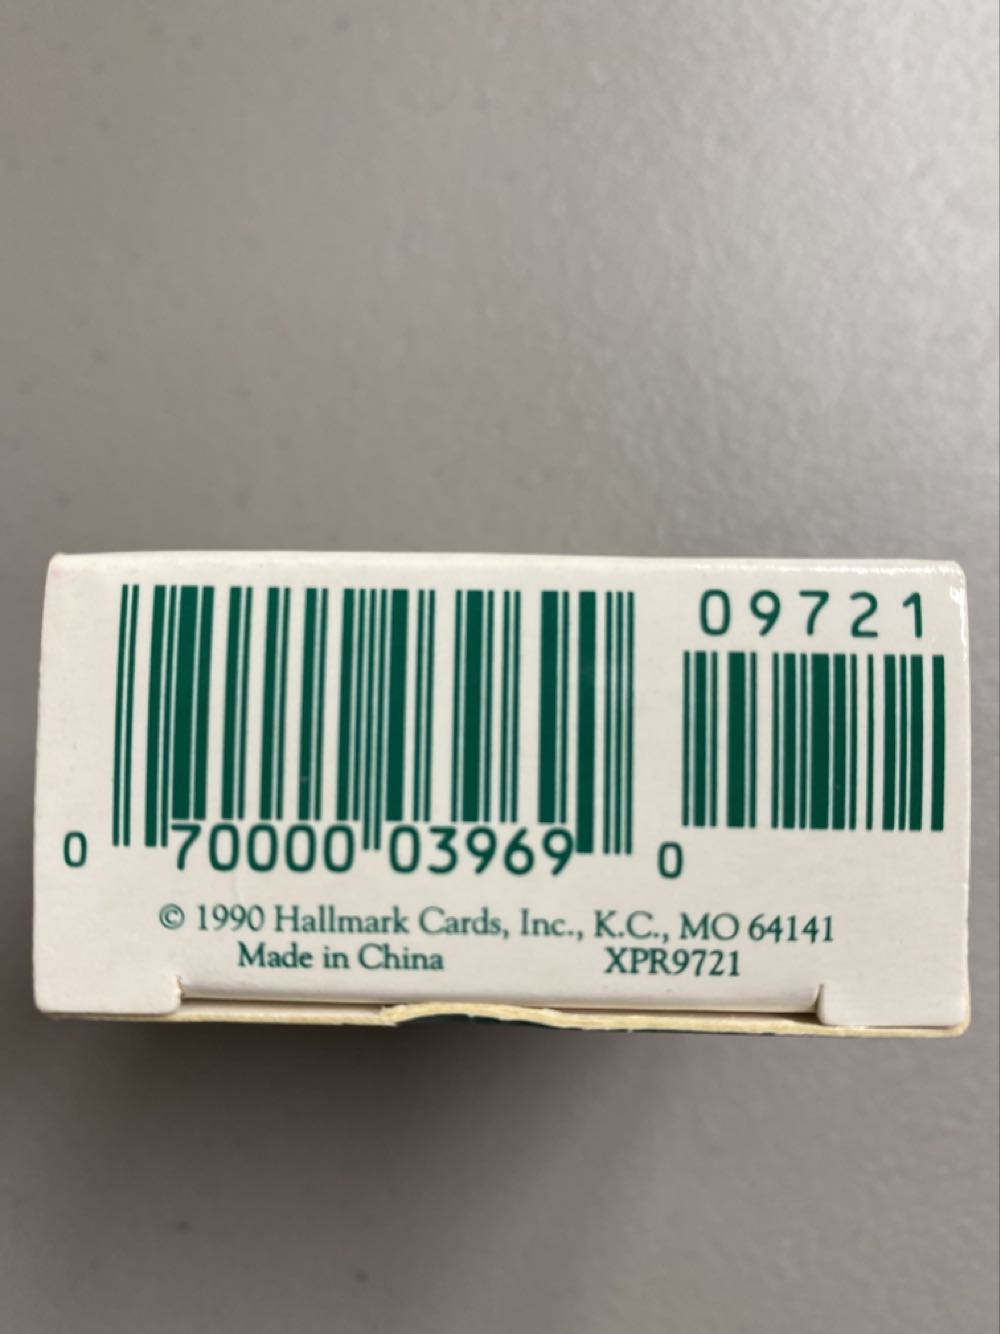 09721
0 70000 03969 0
© 1990 Hallmark Cards, Inc., K.C., MO 64141
Made in China XPR9721